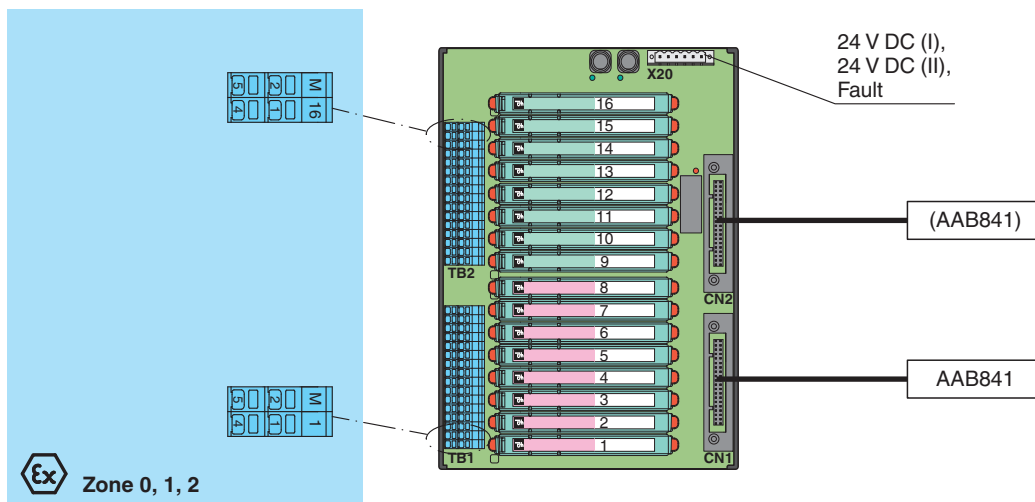 24 V DC (I),
24 V DC (II),
Fault
X20
5 2 M
4 1 16
16
15
14
13
12
11
10
9
8
7
6
5
4
3
2
1
TB2
CN2
(AAB841)
AAB841
5 2 M
4 1 1
TB1
CN1
Ex
Zone 0, 1, 2